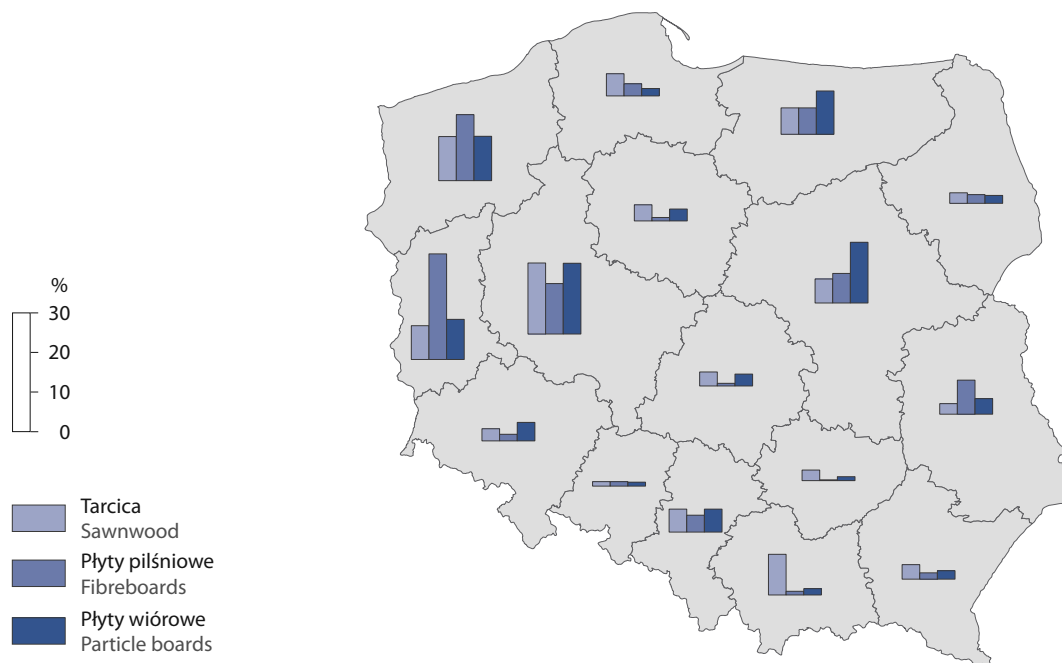 %
30
20
10
0
Tarcica
Sawnwood
Płyty pilśniowe
Fibreboards
Płyty wiórowe
Particle boards